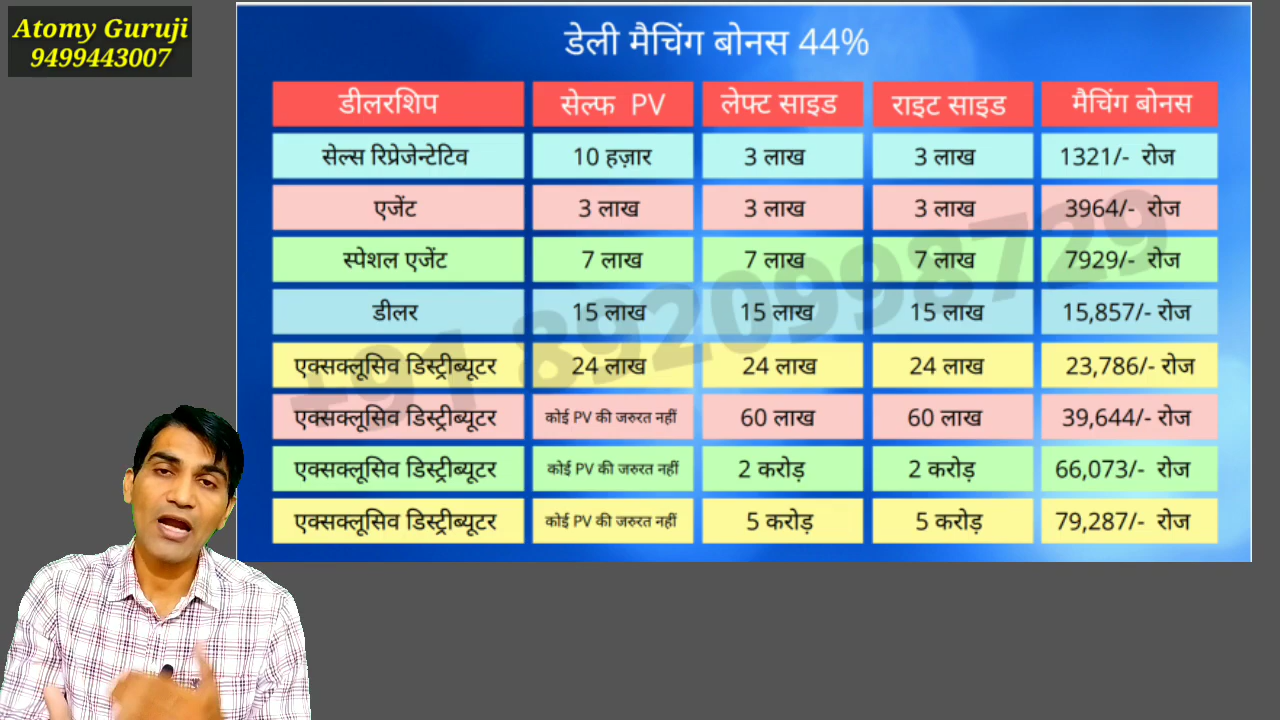 Atomy Guruji
9499443007
डेली मैचिंग बोनस 44%
डीलरशिप सेल्फ PV लेफ्ट साइड राइट साइड मैचिंग बोनस
सेल्स रिप्रेजेन्टेटिव 10 हज़ार 3 लाख 3 लाख 1321/- रोज
एजेंट 3 लाख 3 लाख 3 लाख 3964/- रोज
स्पेशल एजेंट 7 लाख 7 लाख 7 लाख 7929/- रोज
डीलर 15 लाख 15 लाख 15 लाख 15,857/- रोज
एक्सक्लूसिव डिस्ट्रीब्यूटर 24 लाख 24 लाख 24 लाख 23,786/- रोज
एक्सक्लूसिव डिस्ट्रीब्यूटर कोई PV की जरुरत नहीं 60 लाख 60 लाख 39,644/- रोज
एक्सक्लूसिव डिस्ट्रीब्यूटर कोई PV की जरुरत नहीं 2 करोड़ 2 करोड़ 66,073/- रोज
एक्सक्लूसिव डिस्ट्रीब्यूटर कोई PV की जरुरत नहीं 5 करोड़ 5 करोड़ 79,287/- रोज
+91 8920998729